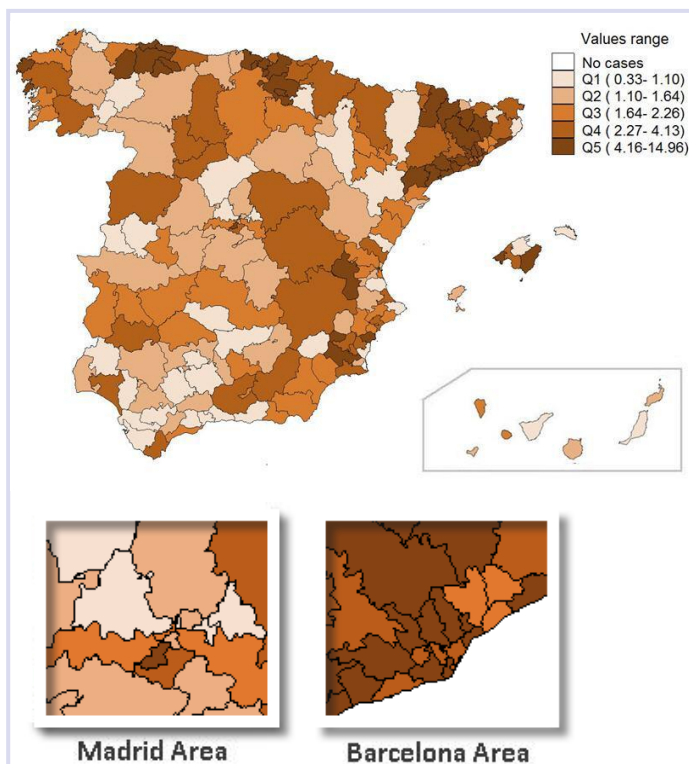 Values range
No cases
Q1 ( 0.33- 1.10)
Q2 ( 1.10- 1.64)
Q3 ( 1.64- 2.26)
Q4 ( 2.27- 4.13)
Q5 ( 4.16-14.96)
Madrid Area
Barcelona Area